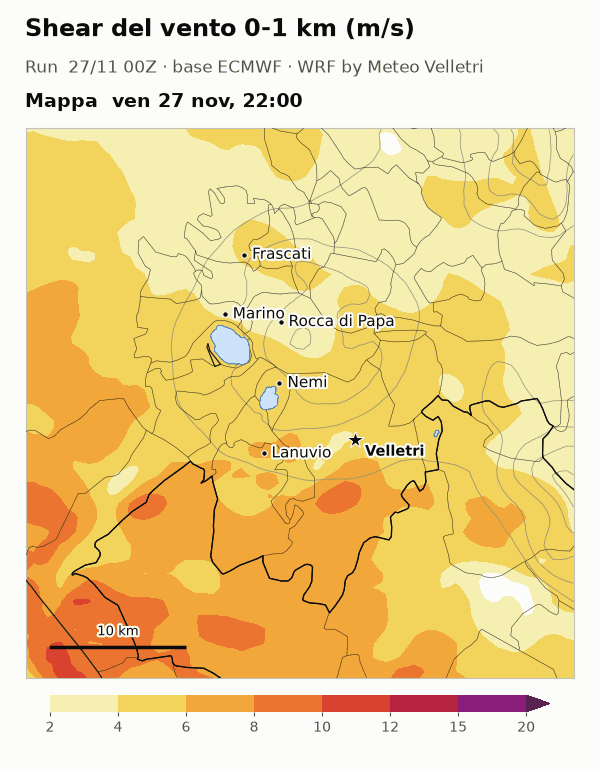 Shear del vento 0-1 km (m/s)
Run  27/11 00Z · base ECMWF · WRF by Meteo Velletri
Mappa  ven 27 nov, 22:00
Frascati
Marino
Rocca di Papa
Nemi
Velletri
Lanuvio
10 km
2 4 6 8 10 12 15 20